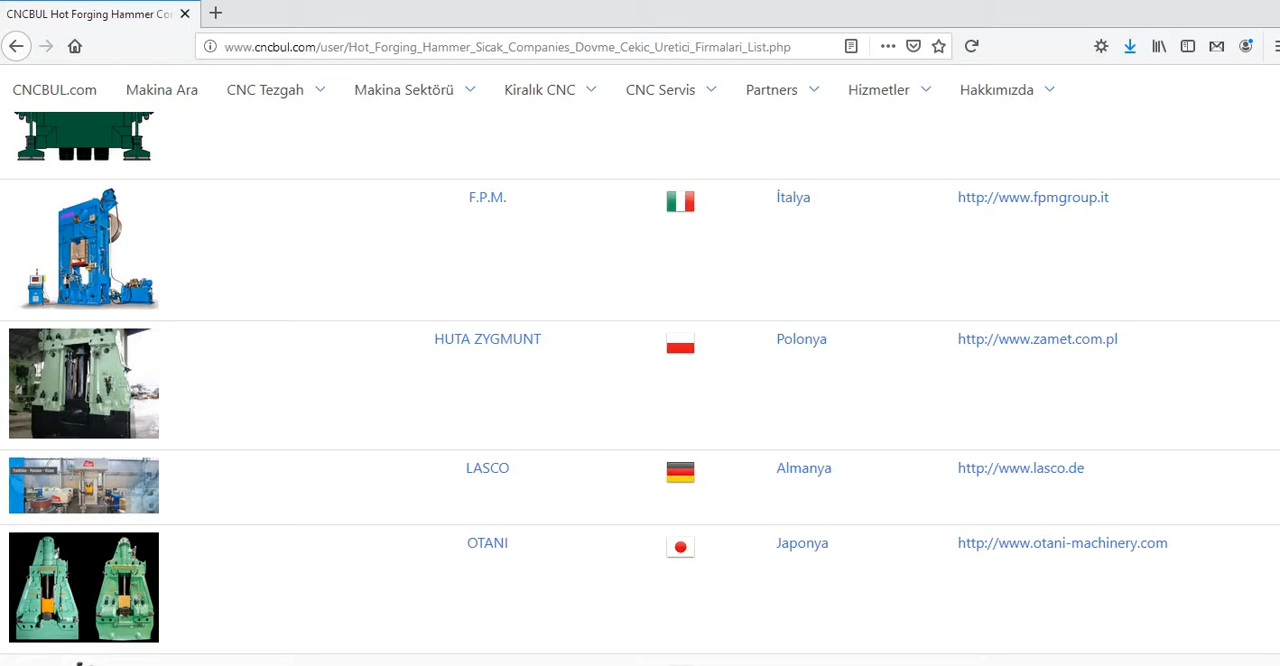 CNCBUL Hot Forging Hammer Co
www.cncbul.com/user/Hot_Forging_Hammer_Sicak_Companies_Dovme_Cekic_Uretici_Firmalari_List.php
CNCBUL.com Makina Ara CNC Tezgah Makina Sektörü Kiralık CNC CNC Servis Partners Hizmetler Hakkımızda
F.P.M. İtalya http://www.fpmgroup.it
HUTA ZYGMUNT Polonya http://www.zamet.com.pl
LASCO Almanya http://www.lasco.de
OTANI Japonya http://www.otani-machinery.com